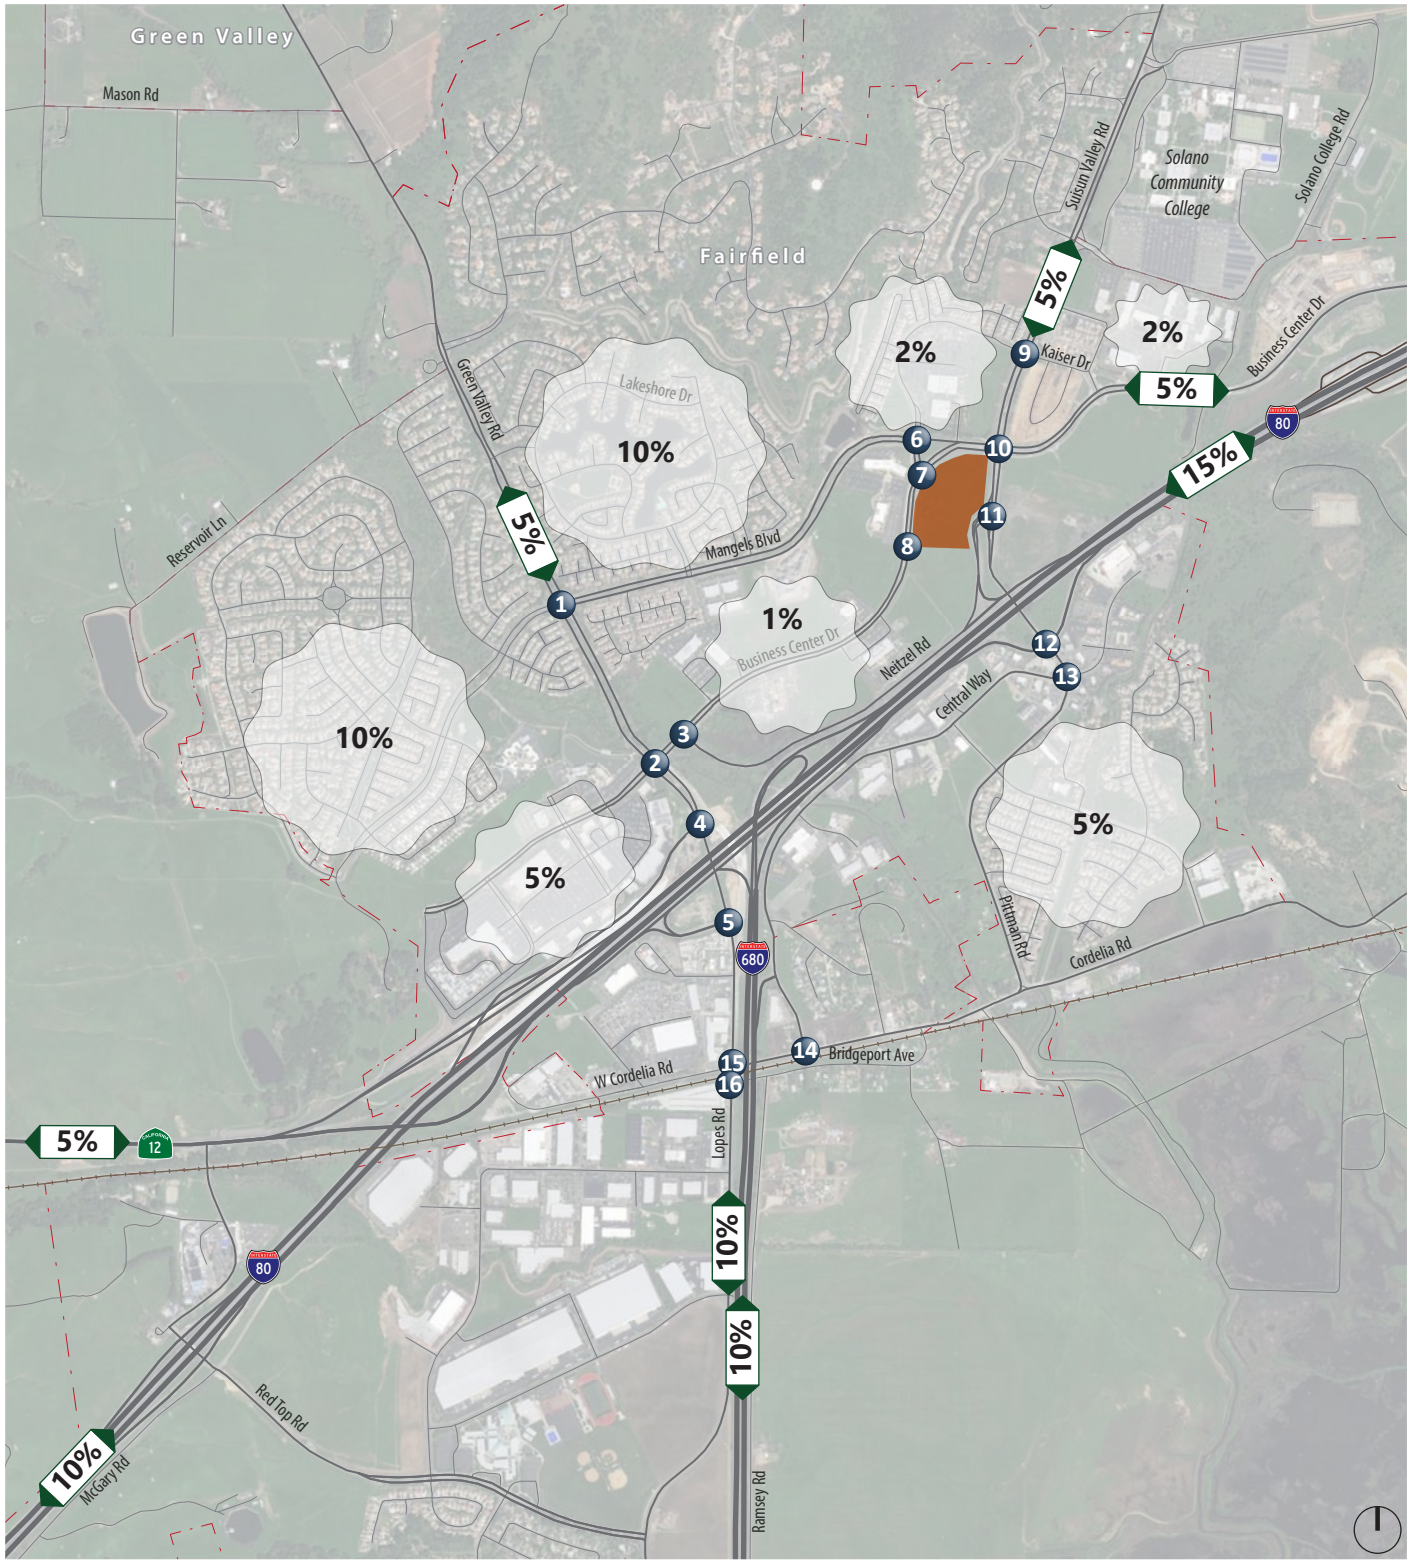 Green Valley
Mason Rd
Suisun Valley Rd
Solano
Community
College
Solano College Rd
Fairfield
5%
2%
2%
Business Center Dr
9
Kaiser Dr
5%
INTERSTATE
80
Green Valley Rd
Lakeshore Dr
10%
6
10
7
15%
5%
11
Reservoir Ln
Mangels Blvd
8
1
1%
Business Center Dr
Neitzel Rd
12
13
Central Way
10%
3
2
4
5%
5%
5
Pittman Rd
Cordelia Rd
INTERSTATE
680
14
Bridgeport Ave
15
W Cordelia Rd
16
Lopes Rd
5%
CALIFORNIA
12
10%
INTERSTATE
80
10%
Red Top Rd
10%
McGary Rd
Ramsey Rd